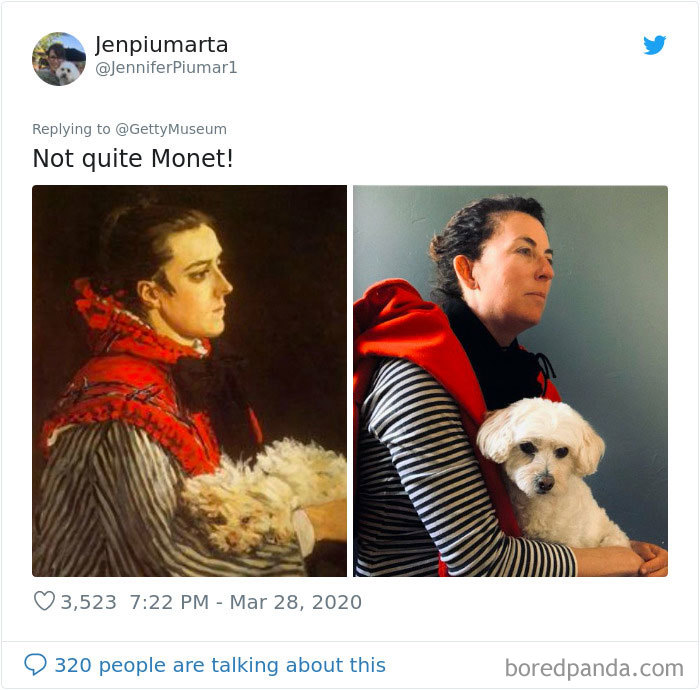 Jenpiumarta
@JenniferPiumar1
Replying to @GettyMuseum
Not quite Monet!
3,523 7:22 PM - Mar 28, 2020
320 people are talking about this
boredpanda.com